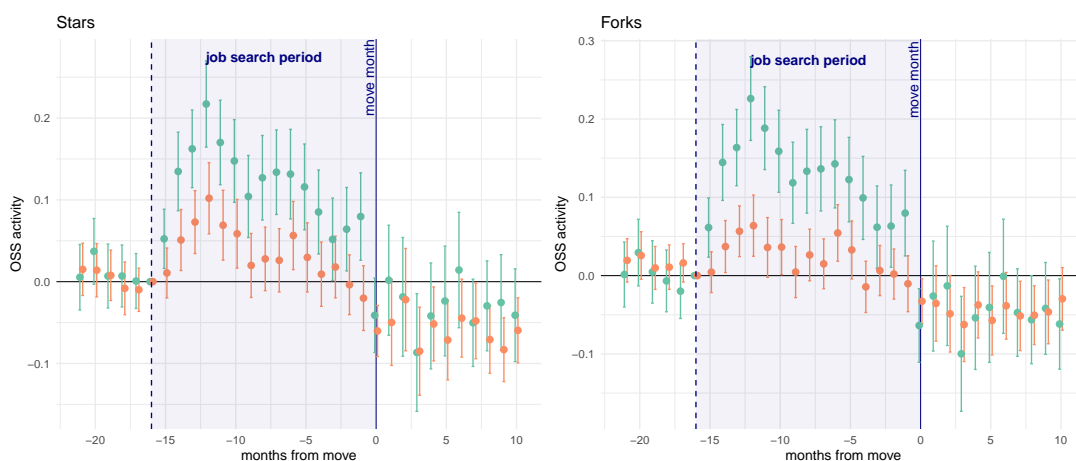 Stars
job search period
move month
OSS activity
0.2
0.1
0.0
−0.1
−20
−15
−10
−5
0
5
10
months from move
Forks
job search period
move month
OSS activity
0.3
0.2
0.1
0.0
−0.1
−20
−15
−10
−5
0
5
10
months from move